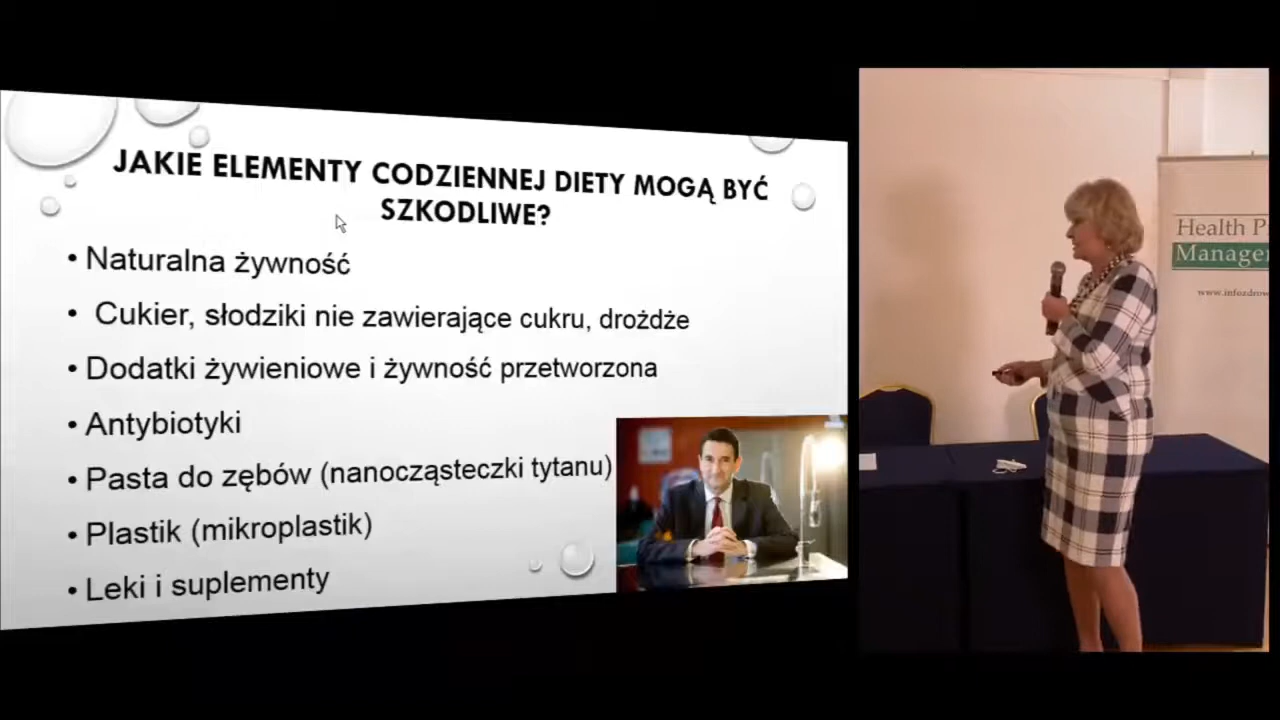 JAKIE ELEMENTY CODZIENNEJ DIETY MOGĄ BYĆ
SZKODLIWE?
• Naturalna żywność
• Cukier, słodziki nie zawierające cukru, drożdże
• Dodatki żywieniowe i żywność przetworzona
• Antybiotyki
• Pasta do zębów (nanocząsteczki tytanu)
• Plastik (mikroplastik)
• Leki i suplementy
Health P
Manage
www.infozdrow